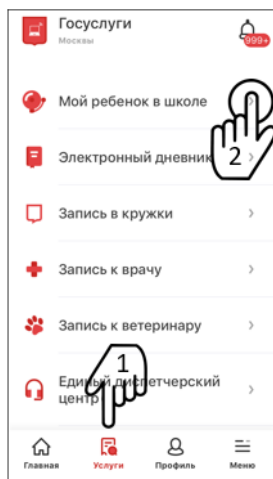 Госуслуги
Москвы
999+
Мой ребенок в школе
2
Электронный дневник
Запись в кружки
Запись к врачу
Запись к ветеринару
1
Единый диспетчерский
центр
Главная Услуги Профиль Меню